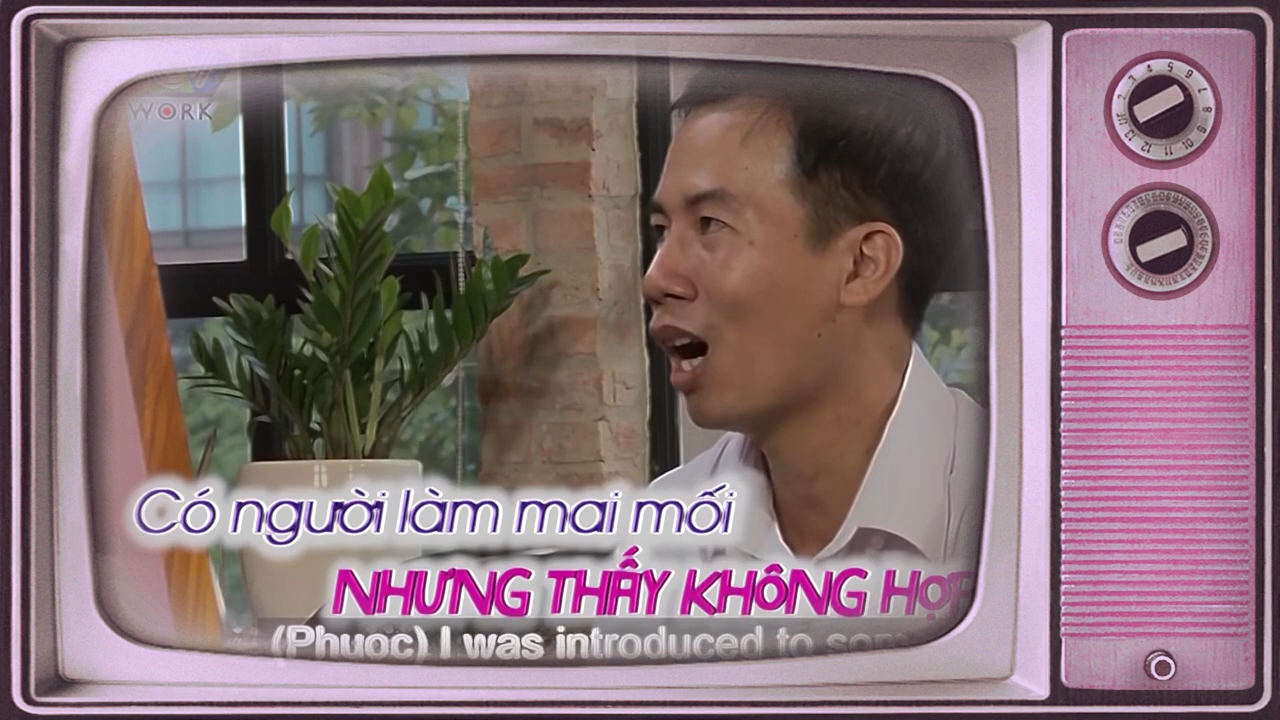 WORK
Có người làm mai mối
NHƯNG THẤY KHÔNG HỢP
(Phuoc) I was introduced to